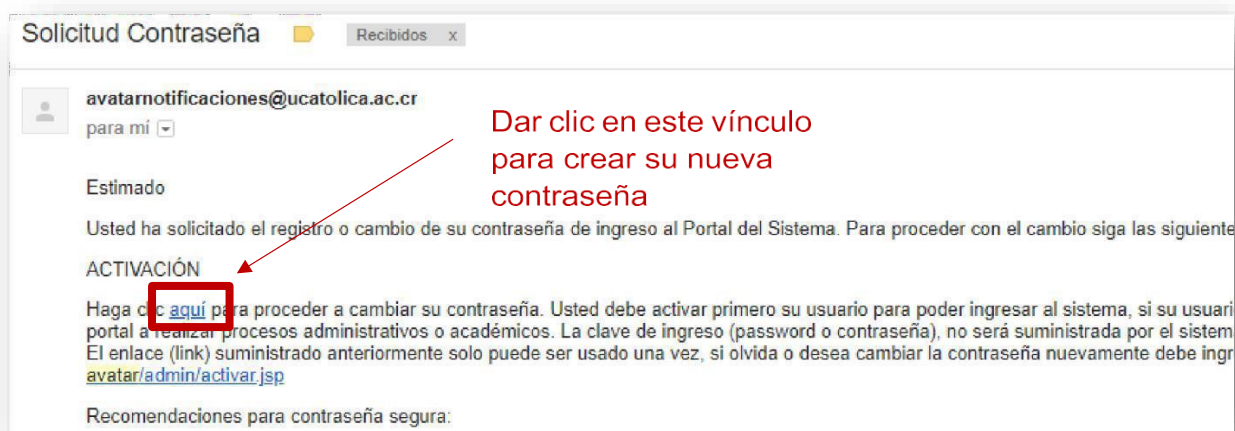 Solicitud Contraseña Recibidos x
avatarnotificaciones@ucatolica.ac.cr
para mí
Dar clic en este vínculo
para crear su nueva
contraseña
Estimado
Usted ha solicitado el registro o cambio de su contraseña de ingreso al Portal del Sistema. Para proceder con el cambio siga las siguiente
ACTIVACIÓN
Haga clic aquí para proceder a cambiar su contraseña. Usted debe activar primero su usuario para poder ingresar al sistema, si su usuari
portal a realizar procesos administrativos o académicos. La clave de ingreso (password o contraseña), no será suministrada por el sistem
El enlace (link) suministrado anteriormente solo puede ser usado una vez, si olvida o desea cambiar la contraseña nuevamente debe ingr
avatar/admin/activar.jsp
Recomendaciones para contraseña segura: